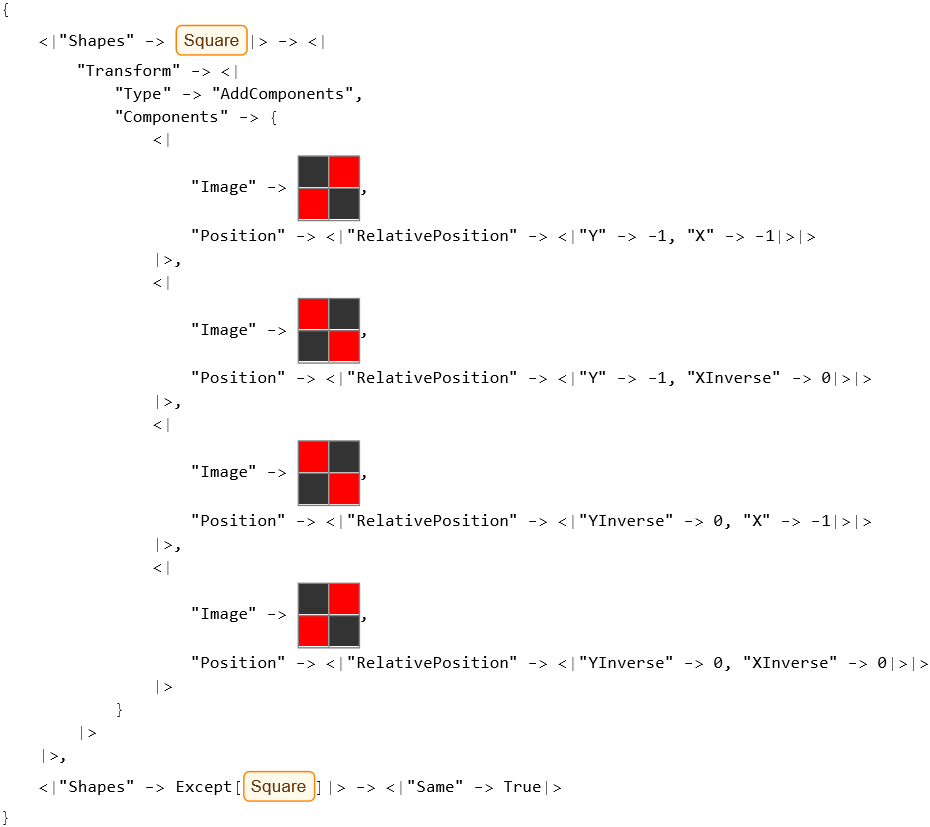 {
<|"Shapes" -> Square|> -> <|
"Transform" -> <|
"Type" -> "AddComponents",
"Components" -> {
<|
"Image" -> ,
"Position" -> <|"RelativePosition" -> <|"Y" -> -1, "X" -> -1|>|>
|>,
<|
"Image" -> ,
"Position" -> <|"RelativePosition" -> <|"Y" -> -1, "XInverse" -> 0|>|>
|>,
<|
"Image" -> ,
"Position" -> <|"RelativePosition" -> <|"YInverse" -> 0, "X" -> -1|>|>
|>,
<|
"Image" -> ,
"Position" -> <|"RelativePosition" -> <|"YInverse" -> 0, "XInverse" -> 0|>|>
|>
}
|>
|>,
<|"Shapes" -> Except[Square]|> -> <|"Same" -> True|>
}